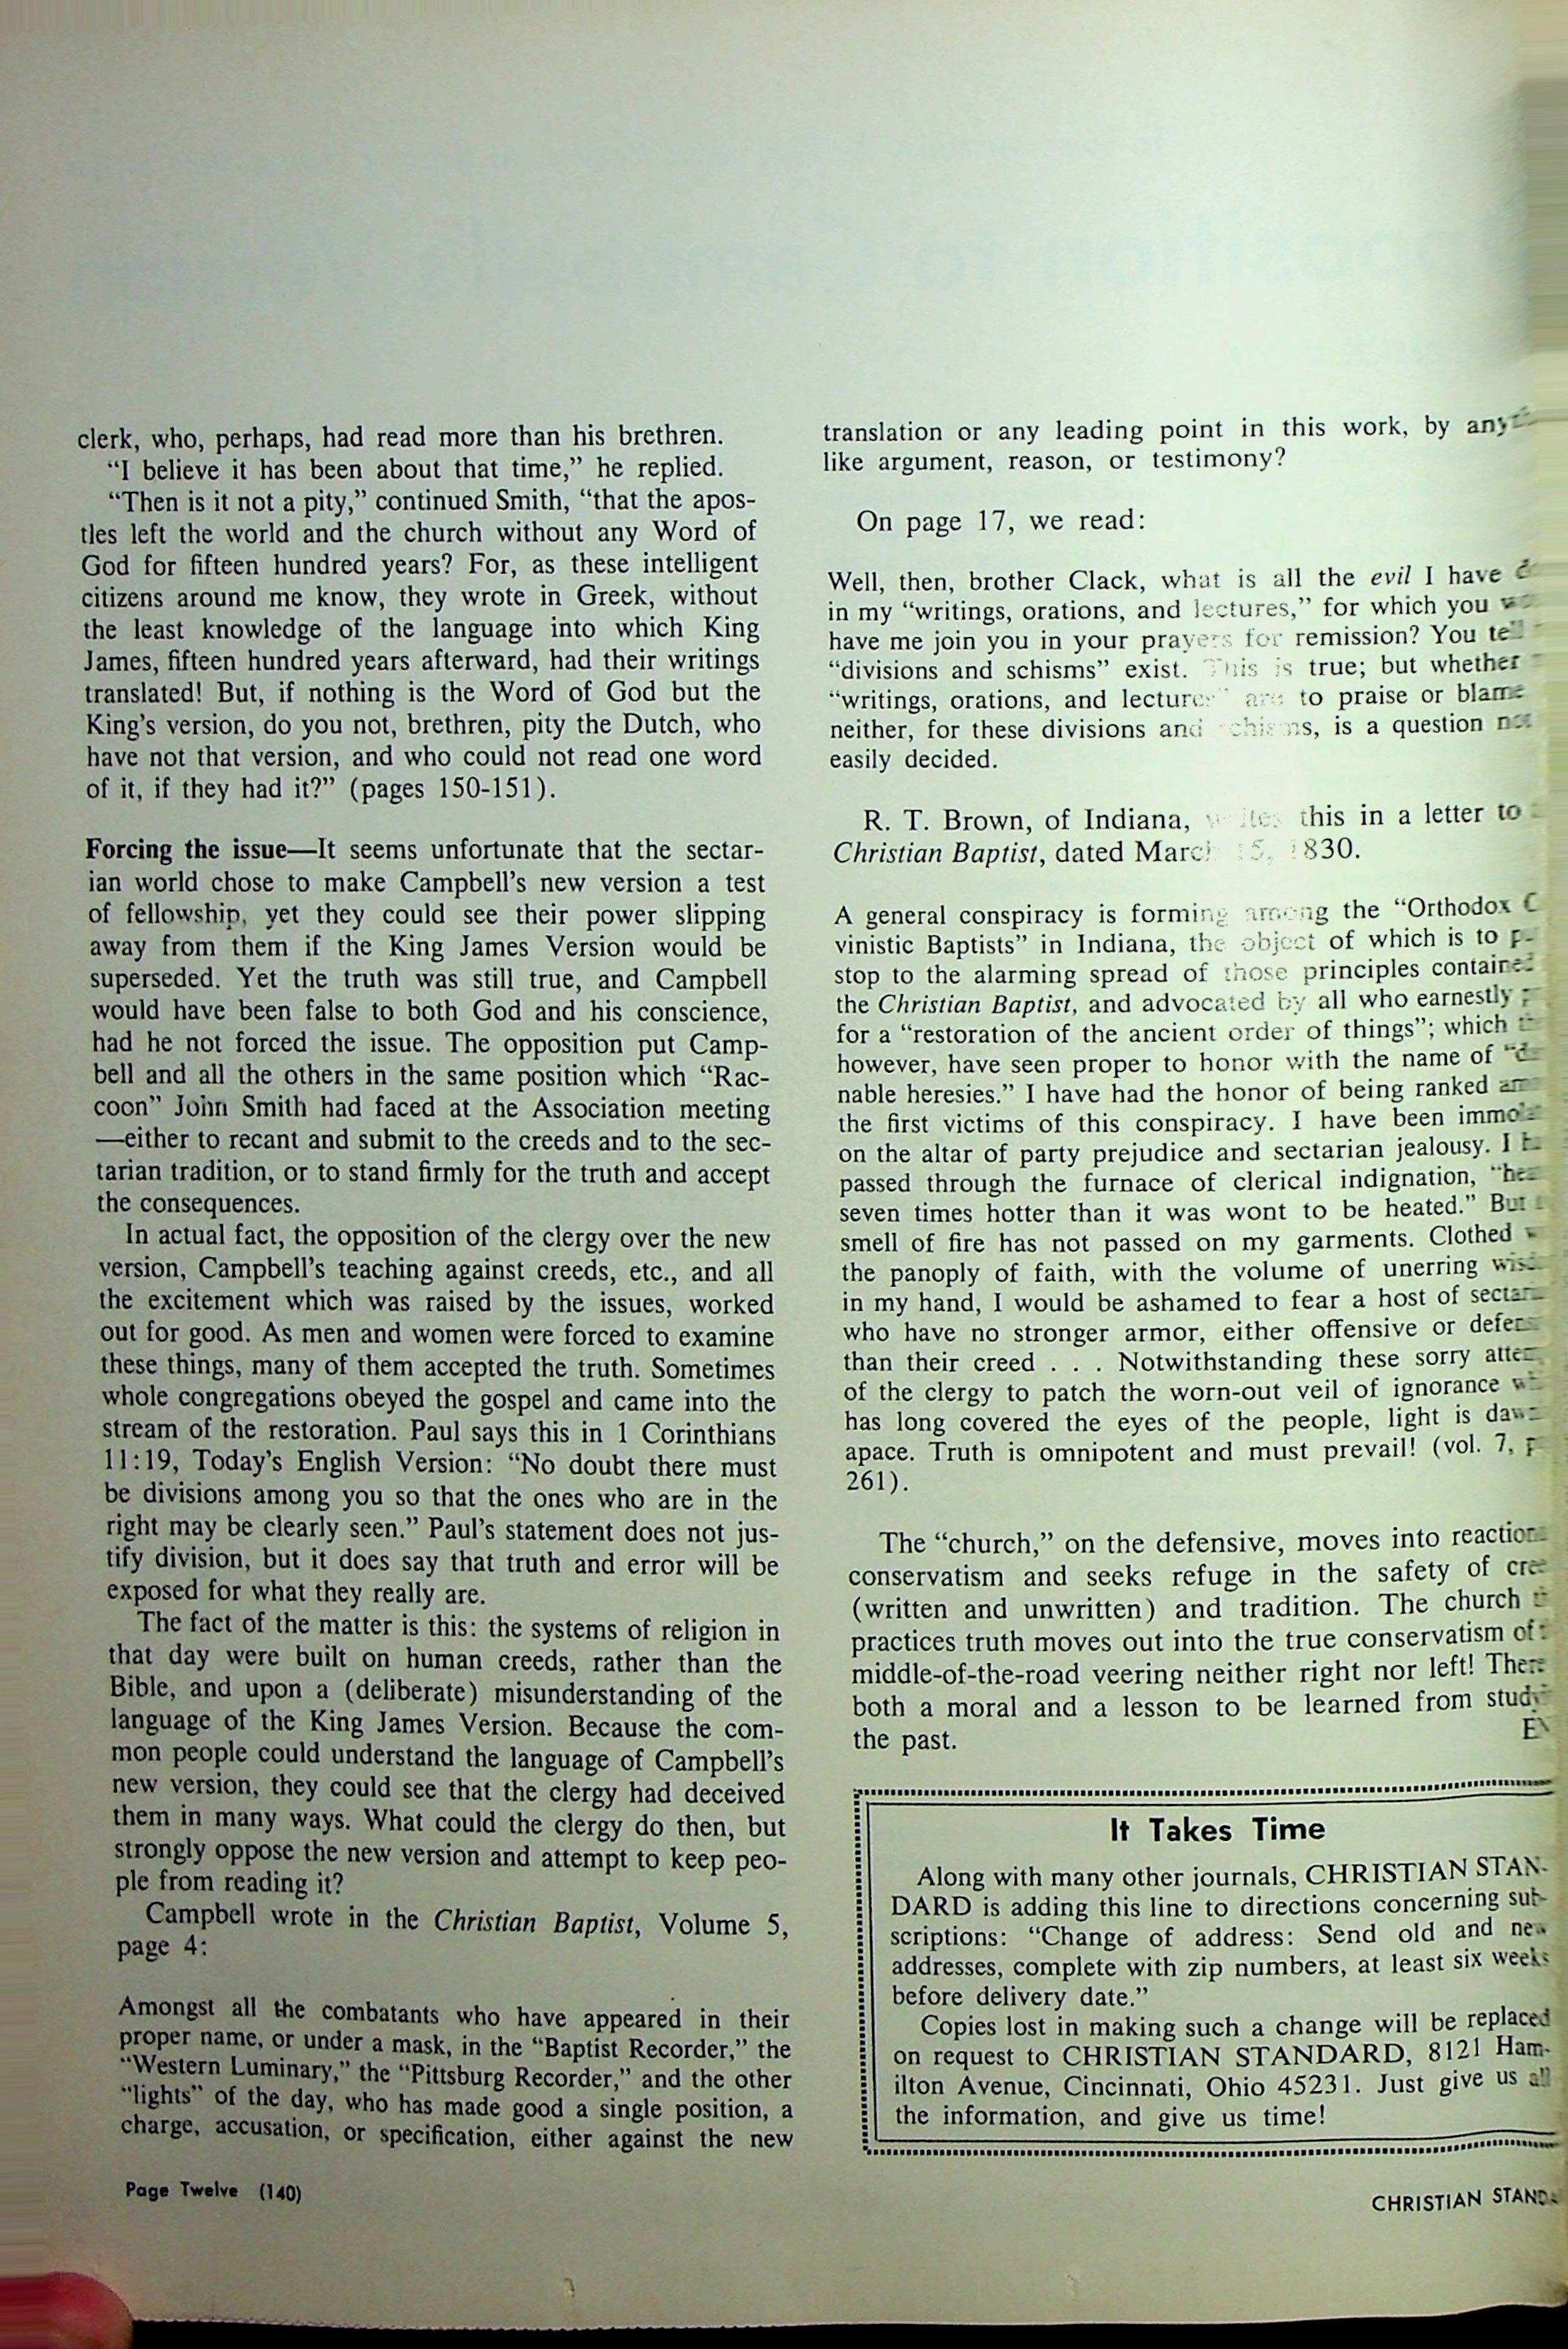 clerk, who, perhaps, had read more than his brethren.
“I believe it has been about that time,” he replied.
“Then is it not a pity,” continued Smith, “that the apos-
tles left the world and the church without any Word of
God for fifteen hundred years? For, as these intelligent
citizens around me know, they wrote in Greek, without
the least knowledge of the language into which King
James, fifteen hundred years afterward, had their writings
translated! But, if nothing is the Word of God but the
King’s version, do you not, brethren, pity the Dutch, who
have not that version, and who could not read one word
of it, if they had it?” (pages 150-151).
Forcing the issue—It seems unfortunate that the sectar-
ian world chose to make Campbell’s new version a test
of fellowship, yet they could see their power slipping
away from them if the King James Version would be
superseded. Yet the truth was still true, and Campbell
would have been false to both God and his conscience,
had he not forced the issue. The opposition put Camp-
bell and all the others in the same position which “Rac-
coon” John Smith had faced at the Association meeting
—either to recant and submit to the creeds and to the sec-
tarian tradition, or to stand firmly for the truth and accept
the consequences.
In actual fact, the opposition of the clergy over the new
version, Campbell’s teaching against creeds, etc., and all
the excitement which was raised by the issues, worked
out for good. As men and women were forced to examine
these things, many of them accepted the truth. Sometimes
whole congregations obeyed the gospel and came into the
stream of the restoration. Paul says this in 1 Corinthians
11:19, Today’s English Version: “No doubt there must
be divisions among you so that the ones who are in the
right may be clearly seen.” Paul’s statement does not jus-
tify division, but it does say that truth and error will be
exposed for what they really are.
The fact of the matter is this: the systems of religion in
that day were built on human creeds, rather than the
Bible, and upon a (deliberate) misunderstanding of the
language of the King James Version. Because the com-
mon people could understand the language of Campbell’s
new version, they could see that the clergy had deceived
them in many ways. What could the clergy do then, but
strongly oppose the new version and attempt to keep peo-
ple from reading it?
Campbell wrote in the Christian Baptist, Volume 5,
page 4:
Amongst all the combatants who have appeared in their
proper name, or under a mask, in the “Baptist Recorder,” the
“Western Luminary,” the “Pittsburg Recorder,” and the other
“lights” of the day, who has made good a single position, a
charge, accusation, or specification, either against the new
Page Twelve (140)
translation or any leading point in this work, by
like argument, reason, or testimony?
On page 17, we read:
Well, then, brother Clack, what is all the evil I have
in my “writings, orations, and lectures,” for which you
have me join you in your prayers for remission? You tell
“divisions and schisms” exist. This is true; but whether
“writings, orations, and lectures” are to praise or blame
neither, for these divisions and schisms, is a question not
easily decided.
R. T. Brown, of Indiana, writes this in a letter to
Christian Baptist, dated March 15, 1830.
A general conspiracy is forming among the “Orthodox
vinistic Baptists” in Indiana, the object of which is to
stop to the alarming spread of those principles contained
the Christian Baptist, and advocated by all who earnestly
for a “restoration of the ancient order of things”; which
however, have seen proper to honor with the name of
nable heresies.” I have had the honor of being ranked
the first victims of this conspiracy. I have been
on the altar of party prejudice and sectarian jealousy. I
passed through the furnace of clerical indignation,
seven times hotter than it was wont to be heated.” But
smell of fire has not passed on my garments. Clothed
the panoply of faith, with the volume of unerring
in my hand, I would be ashamed to fear a host of
who have no stronger armor, either offensive or
than their creed . . . Notwithstanding these sorry
of the clergy to patch the worn-out veil of ignorance
has long covered the eyes of the people, light is
apace. Truth is omnipotent and must prevail! (vol. 7,
261).
The “church,” on the defensive, moves into
conservatism and seeks refuge in the safety of
(written and unwritten) and tradition. The church
practices truth moves out into the true conservatism of
middle-of-the-road veering neither right nor left! There
both a moral and a lesson to be learned from
the past.
It Takes Time
Along with many other journals, CHRISTIAN STAN-
DARD is adding this line to directions concerning sub-
scriptions: “Change of address: Send old and new
addresses, complete with zip numbers, at least six weeks
before delivery date.”
Copies lost in making such a change will be replaced
on request to CHRISTIAN STANDARD, 8121 Ham-
ilton Avenue, Cincinnati, Ohio 45231. Just give us all
the information, and give us time!
CHRISTIAN